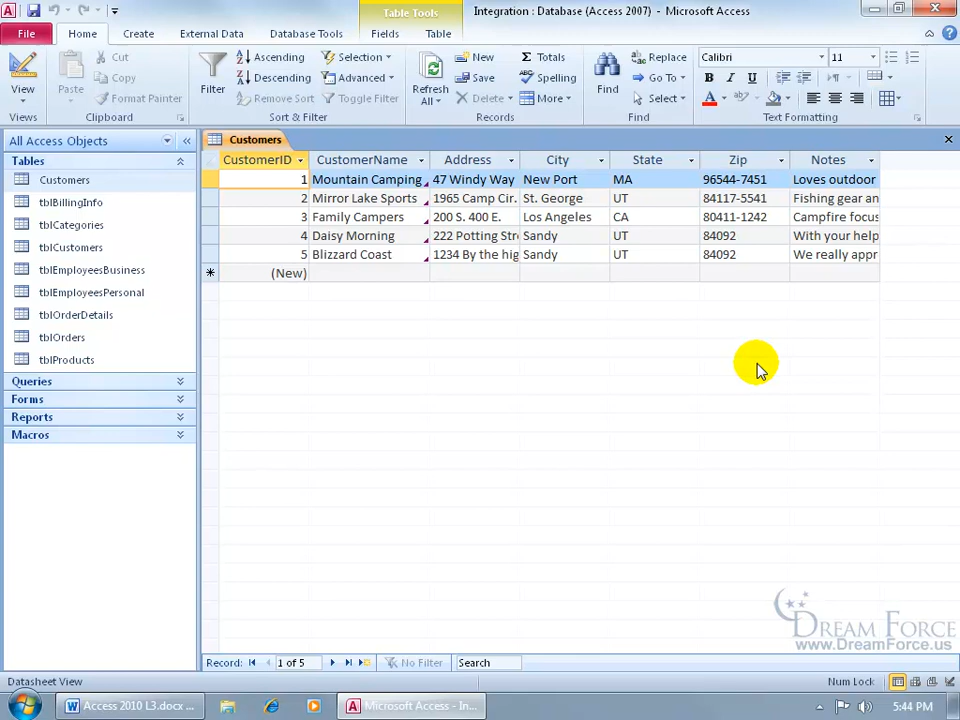 Table Tools
Integration : Database (Access 2007) - Microsoft Access
File Home Create External Data Database Tools Fields Table
View
Views
Paste
Cut
Copy
Format Painter
Clipboard
Filter
Ascending
Descending
Remove Sort
Selection
Advanced
Toggle Filter
Sort & Filter
Refresh
All
New
Save
Delete
Totals
Spelling
More
Records
Find
Replace
Go To
Select
Find
Calibri 11
B I U
Text Formatting
All Access Objects
Tables
Customers
tblBillingInfo
tblCategories
tblCustomers
tblEmployeesBusiness
tblEmployeesPersonal
tblOrderDetails
tblOrders
tblProducts
Queries
Forms
Reports
Macros
Customers
CustomerID CustomerName Address City State Zip Notes
1 Mountain Camping 47 Windy Way New Port MA 96544-7451 Loves outdoor
2 Mirror Lake Sports 1965 Camp Cir. St. George UT 84117-5541 Fishing gear an
3 Family Campers 200 S. 400 E. Los Angeles CA 80411-1242 Campfire focus
4 Daisy Morning 222 Potting Stre Sandy UT 84092 With your help
5 Blizzard Coast 1234 By the hig Sandy UT 84092 We really appr
(New)
DREAM FORCE
www.DreamForce.us
Record: 1 of 5 No Filter Search
Datasheet View Num Lock
Access 2010 L3.docx ... Microsoft Access - In... 5:44 PM